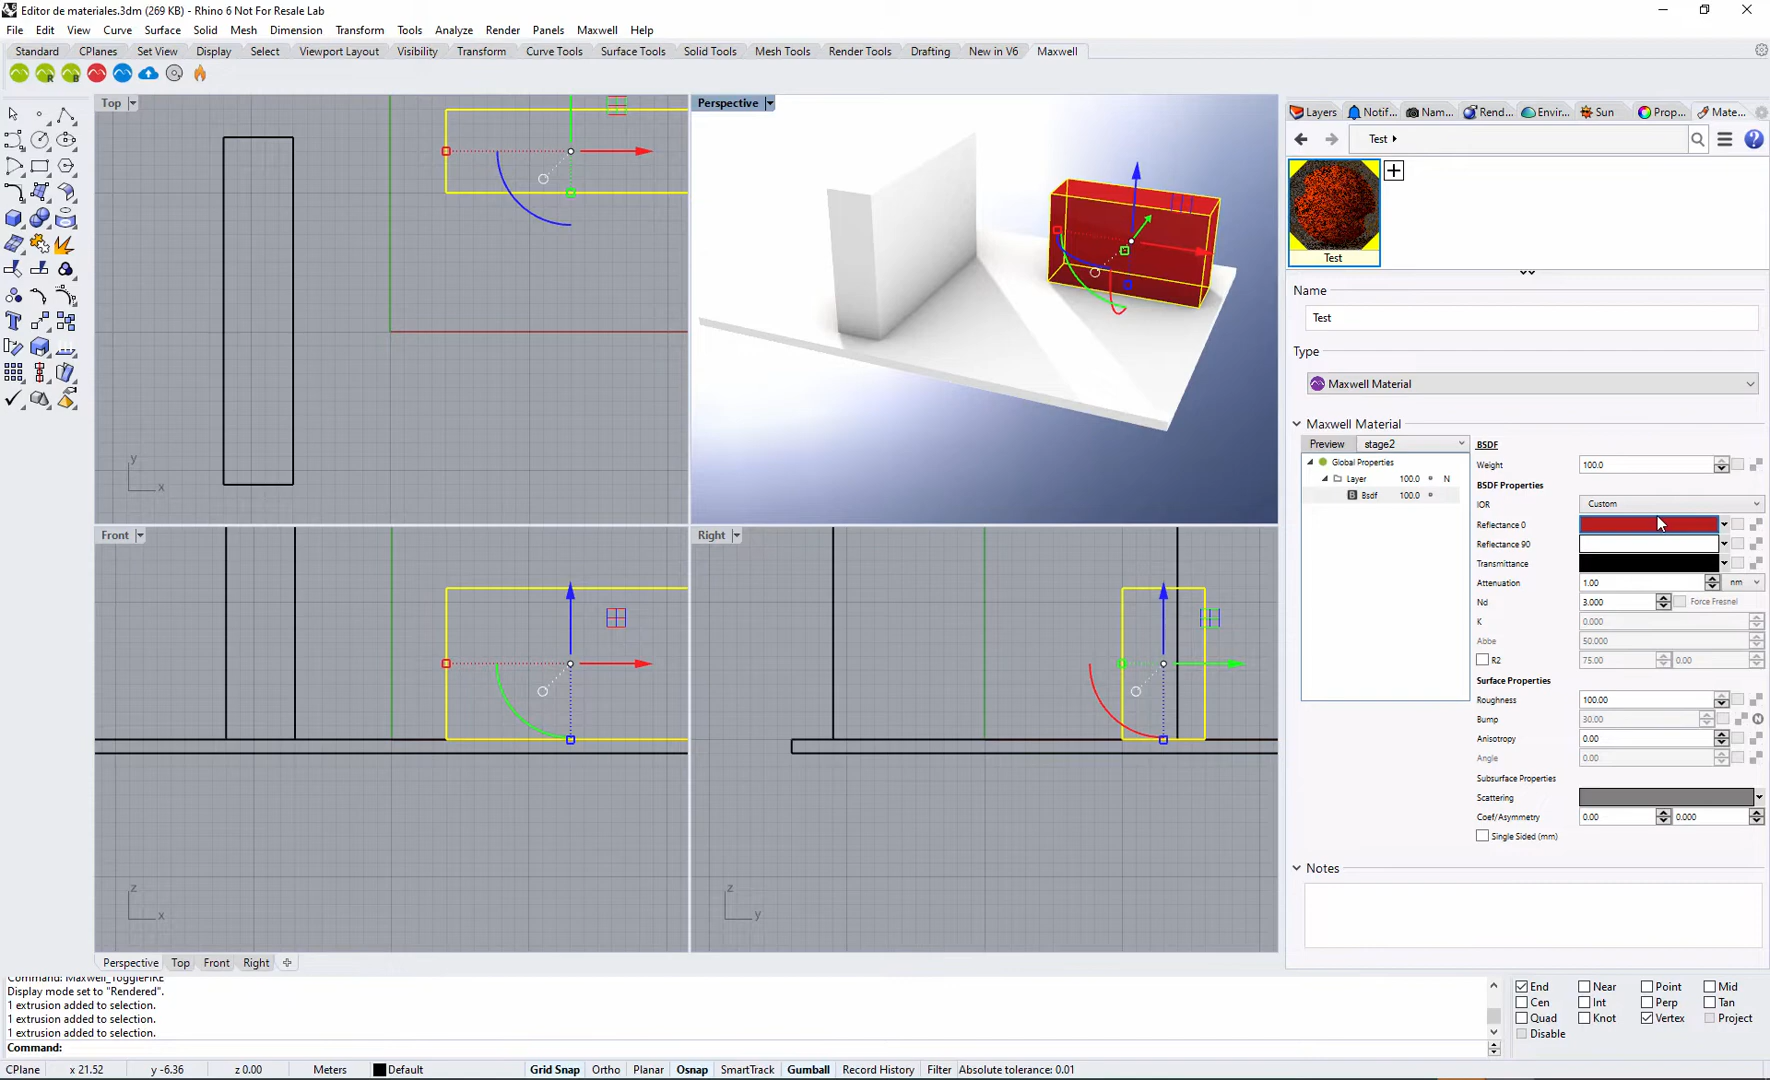 Editor de materiales.3dm (269 KB) - Rhino 6 Not For Resale Lab
File Edit View Curve Surface Solid Mesh Dimension Transform Tools Analyze Render Panels Maxwell Help
Standard CPlanes Set View Display Select Viewport Layout Visibility Transform Curve Tools Surface Tools Solid Tools Mesh Tools Render Tools Drafting New in V6 Maxwell
Top
Perspective
Layers Notif... Nam... Rend... Envir... Sun Prop... Mate...
Test
Test
Name
Test
Type
Maxwell Material
Maxwell Material
Preview stage2
Global Properties
Layer 100.0 N
B Bsdf 100.0
BSDF
Weight 100.0
BSDF Properties
IOR Custom
Reflectance 0
Reflectance 90
Transmittance
Attenuation 1.00 nm
Nd 3.000 Force Fresnel
K 0.000
Abbe 50.000
R2 75.00 0.00
Surface Properties
Roughness 100.00
Bump 30.00 N
Anisotropy 0.00
Angle 0.00
Subsurface Properties
Scattering
Coef/Asymmetry 0.00 0.000
Single Sided (mm)
Notes
y
x
Front
z
x
Right
z
y
Perspective Top Front Right
Command: Maxwell_ToggleFIRE
Display mode set to "Rendered".
1 extrusion added to selection.
1 extrusion added to selection.
1 extrusion added to selection.
Command:
End Near Point Mid
Cen Int Perp Tan
Quad Knot Vertex Project
Disable
CPlane x 21.52 y -6.36 z 0.00 Meters Default Grid Snap Ortho Planar Osnap SmartTrack Gumball Record History Filter Absolute tolerance: 0.01